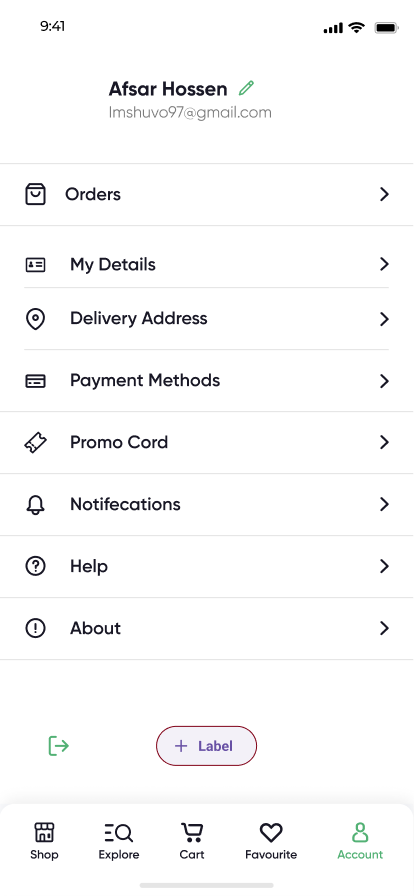 9:41
Afsar Hossen
Imshuvo97@gmail.com
Orders
My Details
Delivery Address
Payment Methods
Promo Cord
Notifecations
Help
About
Label
Shop
Explore
Cart
Favourite
Account